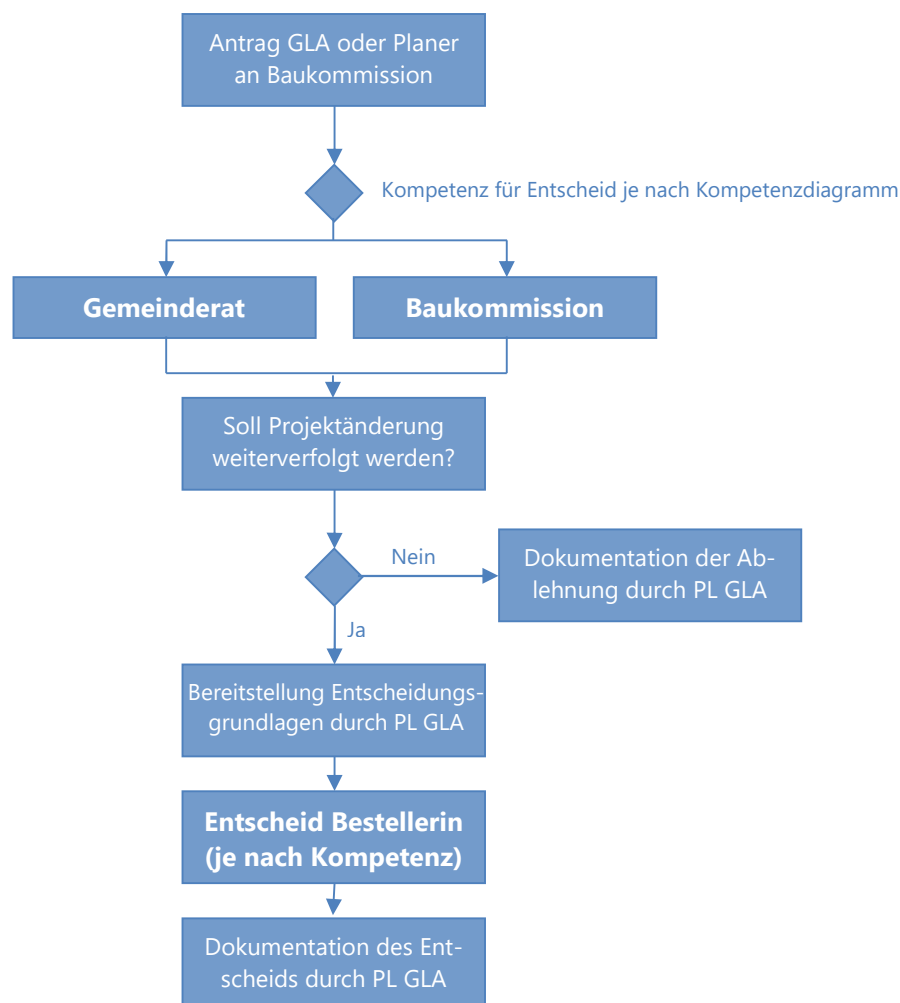 Antrag GLA oder Planer
an Baukommission
Kompetenz für Entscheid je nach Kompetenzdiagramm
Gemeinderat
Baukommission
Soll Projektänderung
weiterverfolgt werden?
Nein
Dokumentation der Ab-
lehnung durch PL GLA
Ja
Bereitstellung Entscheidungs-
grundlagen durch PL GLA
Entscheid Bestellerin
(je nach Kompetenz)
Dokumentation des Ent-
scheids durch PL GLA